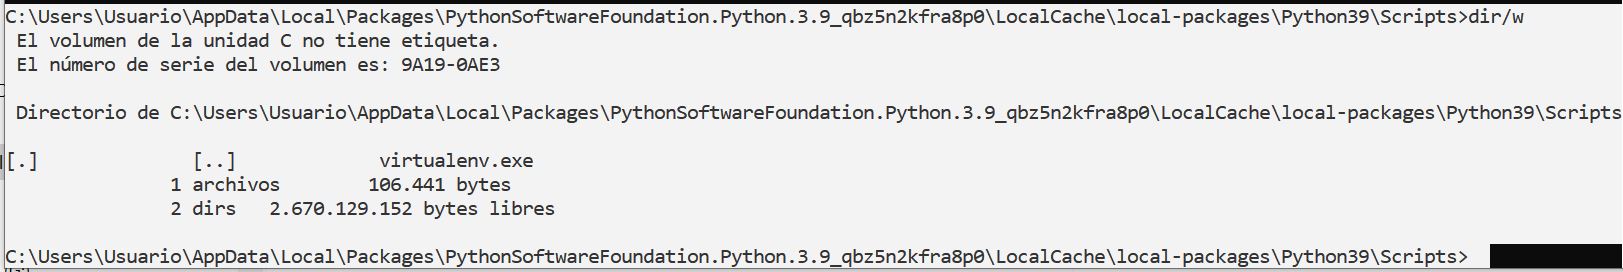 C:\Users\Usuario\AppData\Local\Packages\PythonSoftwareFoundation.Python.3.9_qbz5n2kfra8p0\LocalCache\local-packages\Python39\Scripts>dir/w
El volumen de la unidad C no tiene etiqueta.
El número de serie del volumen es: 9A19-0AE3
Directorio de C:\Users\Usuario\AppData\Local\Packages\PythonSoftwareFoundation.Python.3.9_qbz5n2kfra8p0\LocalCache\local-packages\Python39\Scripts
[.] [..] virtualenv.exe
1 archivos 106.441 bytes
2 dirs 2.670.129.152 bytes libres
C:\Users\Usuario\AppData\Local\Packages\PythonSoftwareFoundation.Python.3.9_qbz5n2kfra8p0\LocalCache\local-packages\Python39\Scripts>